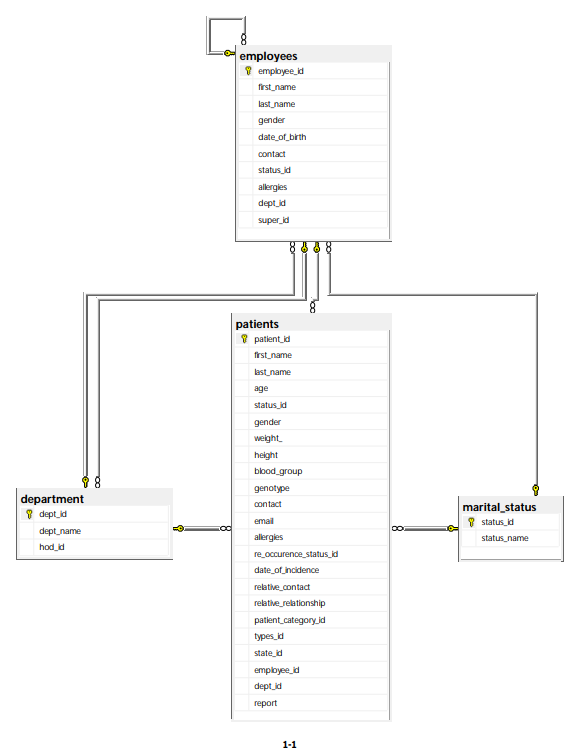 employees
employee_id
first_name
last_name
gender
date_of_birth
contact
status_id
allergies
dept_id
super_id
patients
patient_id
first_name
last_name
age
status_id
gender
weight_
height
blood_group
genotype
contact
email
allergies
re_occurence_status_id
date_of_incidence
relative_contact
relative_relationship
patient_category_id
types_id
state_id
employee_id
dept_id
report
department
dept_id
dept_name
hod_id
marital_status
status_id
status_name
1-1